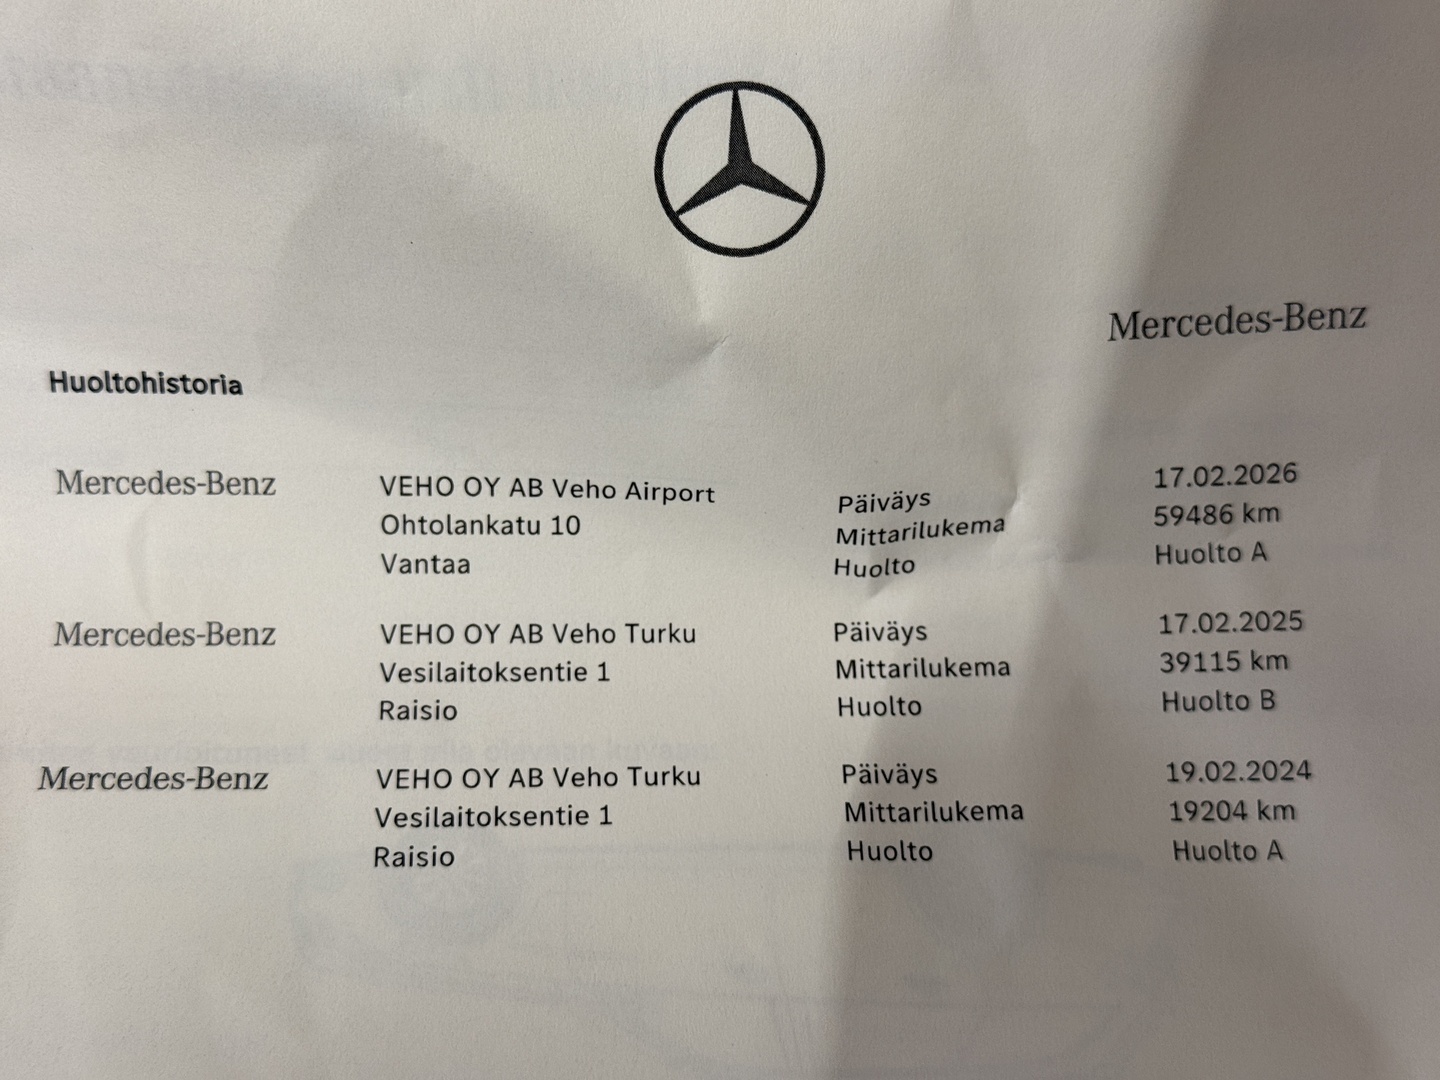 Mercedes-Benz
Huoltohistoria
Mercedes-Benz VEHO OY AB Veho Airport Päiväys 17.02.2026
Ohtolankatu 10 Mittarilukema 59486 km
Vantaa Huolto Huolto A
Mercedes-Benz VEHO OY AB Veho Turku Päiväys 17.02.2025
Vesilaitoksentie 1 Mittarilukema 39115 km
Raisio Huolto Huolto B
Mercedes-Benz VEHO OY AB Veho Turku Päiväys 19.02.2024
Vesilaitoksentie 1 Mittarilukema 19204 km
Raisio Huolto Huolto A